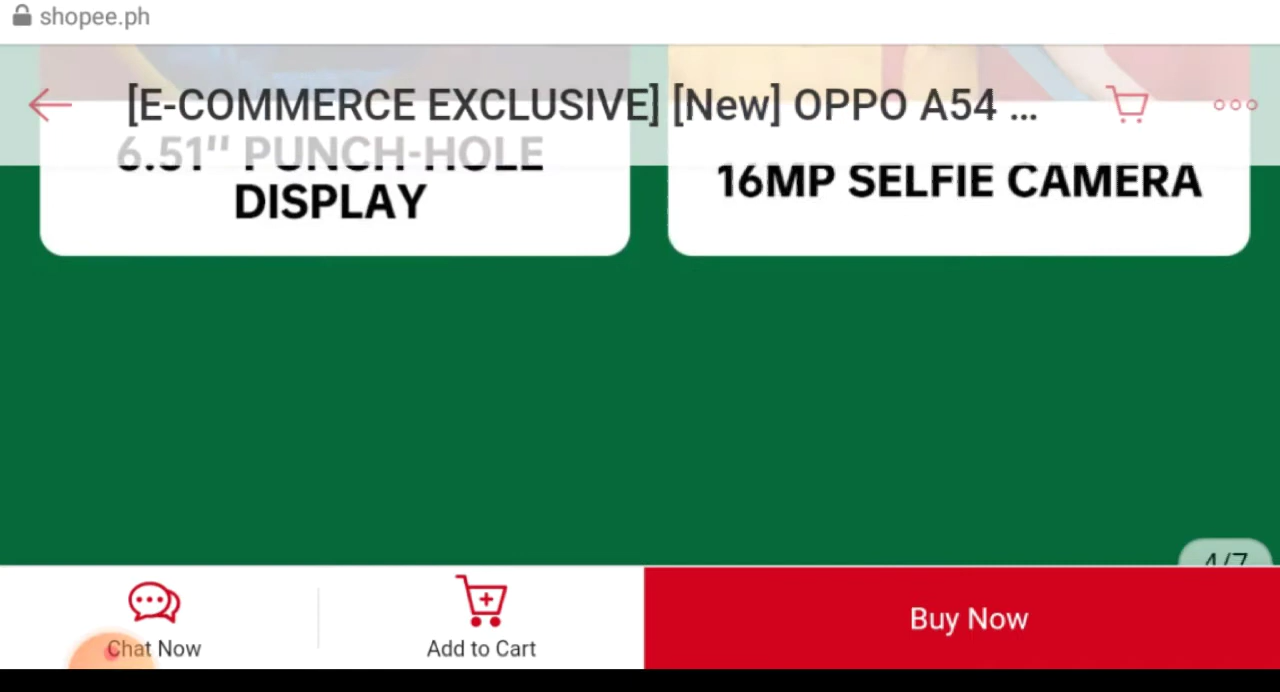 shopee.ph
[E-COMMERCE EXCLUSIVE] [New] OPPO A54 ...
6.51" PUNCH-HOLE
DISPLAY
16MP SELFIE CAMERA
4/7
Chat Now
Add to Cart
Buy Now